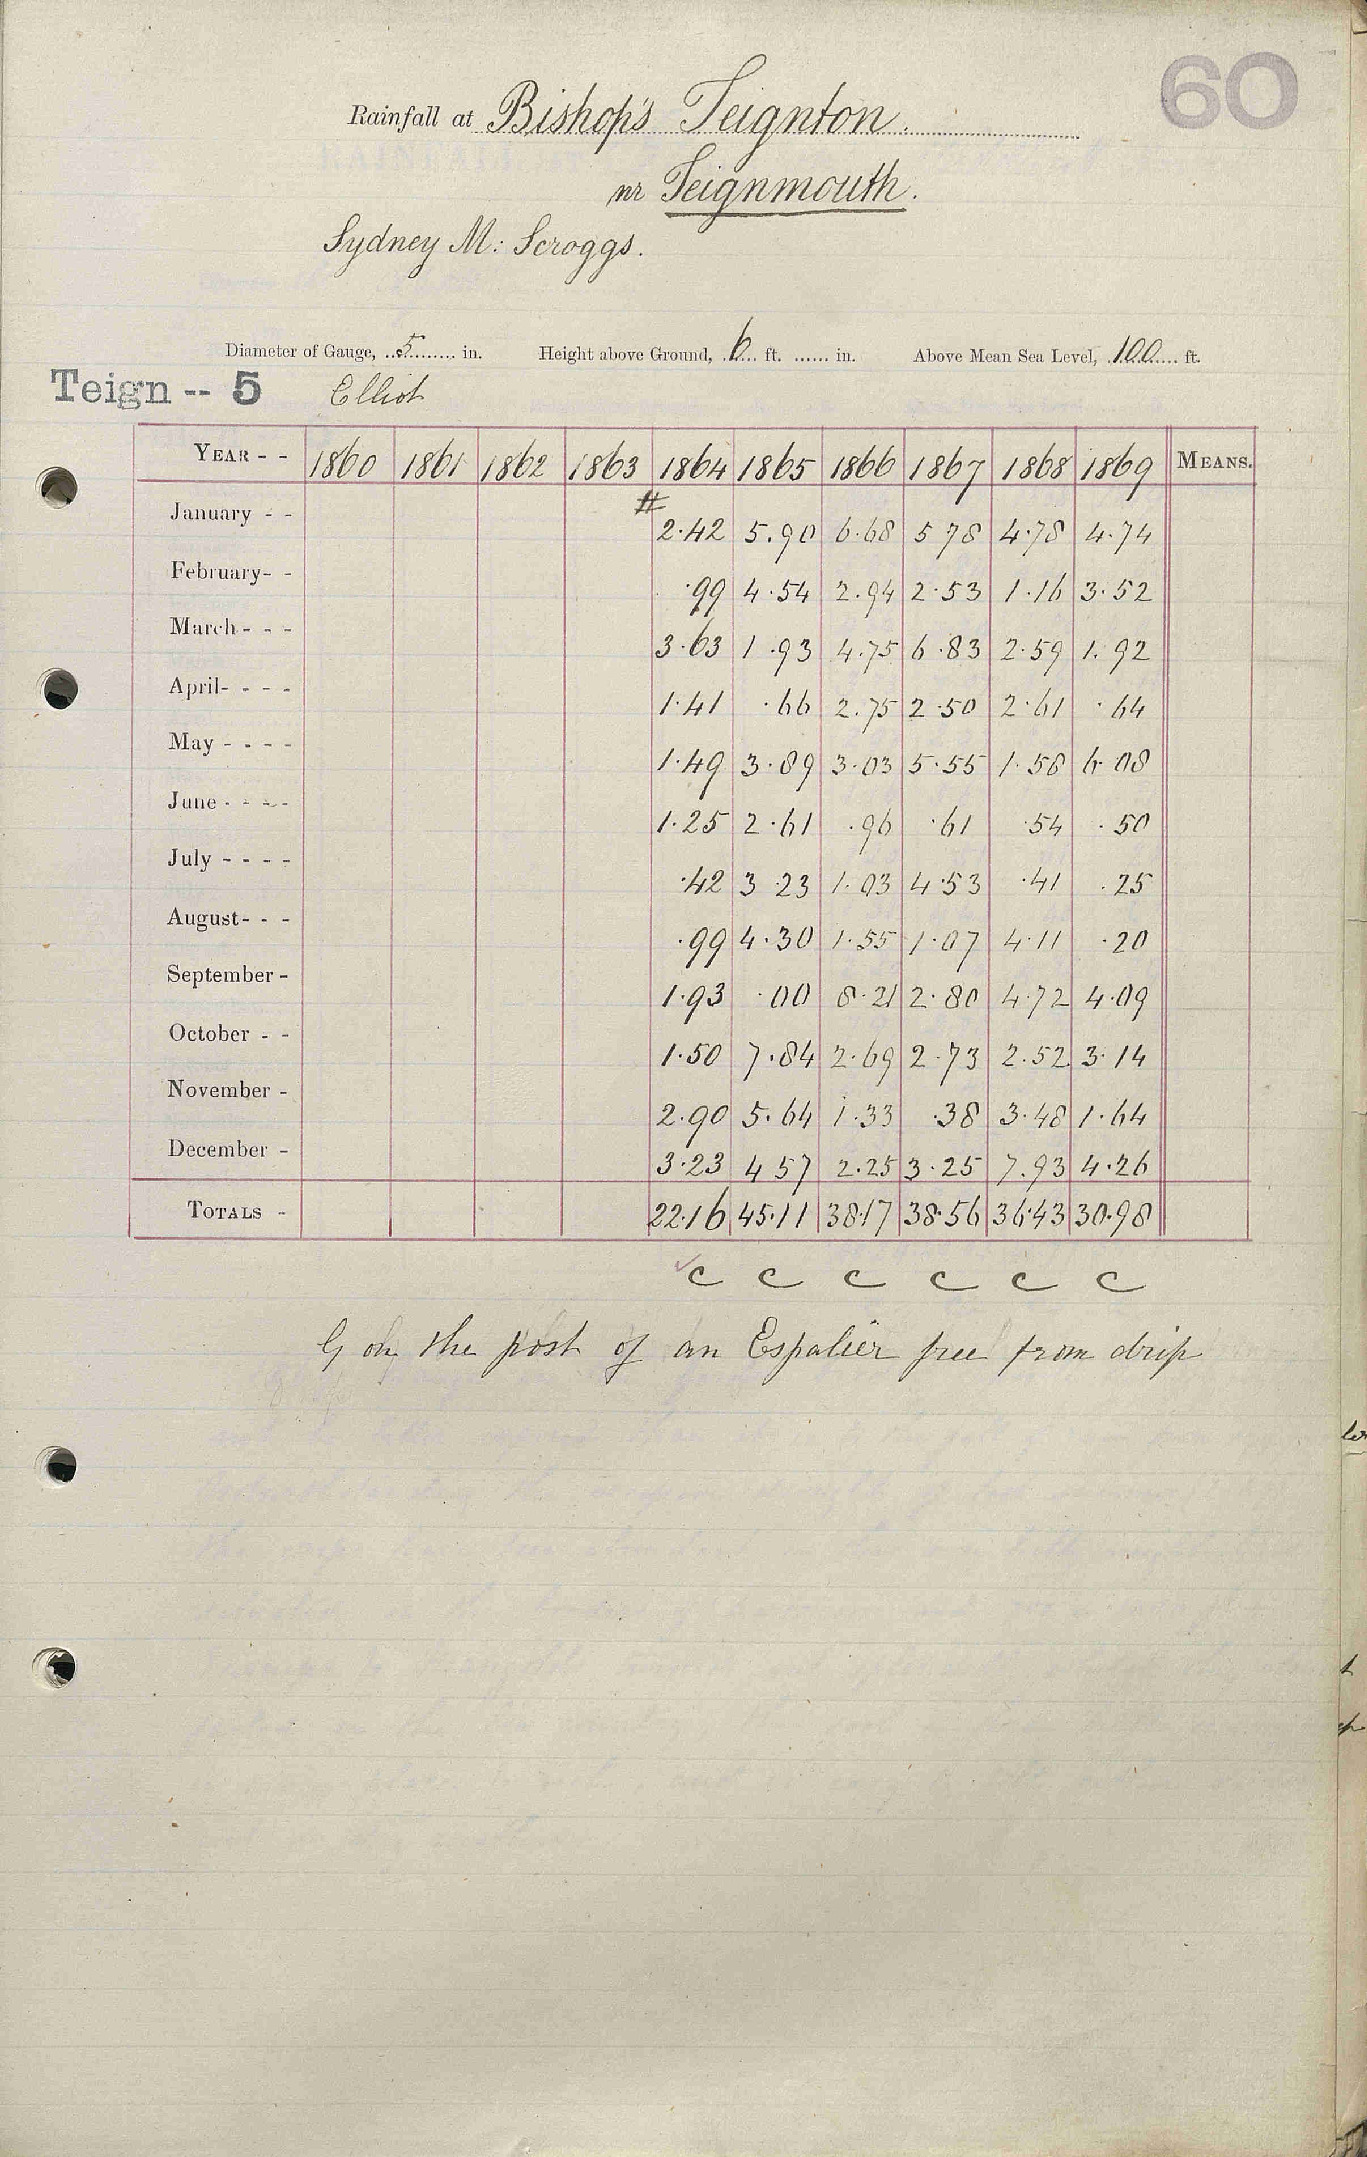 60
Rainfall at Bishop's Teignton.
nr Teignmouth.
Sydney M: Scroggs.
Diameter of Gauge, 5 in. Height above Ground, 6 ft. in. Above Mean Sea Level, 100 ft.
Teign -- 5 Elliot
YEAR - - 1860 1861 1862 1863 1864 1865 1866 1867 1868 1869 MEANS.
#
January - - 2.42 5.90 6.68 5 78 4.78 4.74
February- - .99 4.54 2.94 2.53 1.16 3.52
March - - - 3.63 1.93 4.75 6.83 2.59 1.92
April- - - - 1.41 .66 2.75 2.50 2.61 .64
May - - - - 1.49 3.89 3.03 5.55 1.58 6.08
June - - - - 1.25 2.61 .96 .61 .54 .50
July - - - - .42 3 23 1.03 4.53 .41 .25
August- - - .99 4.30 1.55 1.07 4.11 .20
September - 1.93 .00 8.21 2.80 4.72 4.09
October - - 1.50 7.84 2.69 2.73 2.52 3.14
November - 2.90 5.64 1.33 .38 3.48 1.64
December - 3.23 4 57 2.25 3.25 7.93 4.26
TOTALS - 22.16 45.11 38.17 38.56 36.43 30.98
c c c c c c
G on the post of an Espalier free from drip